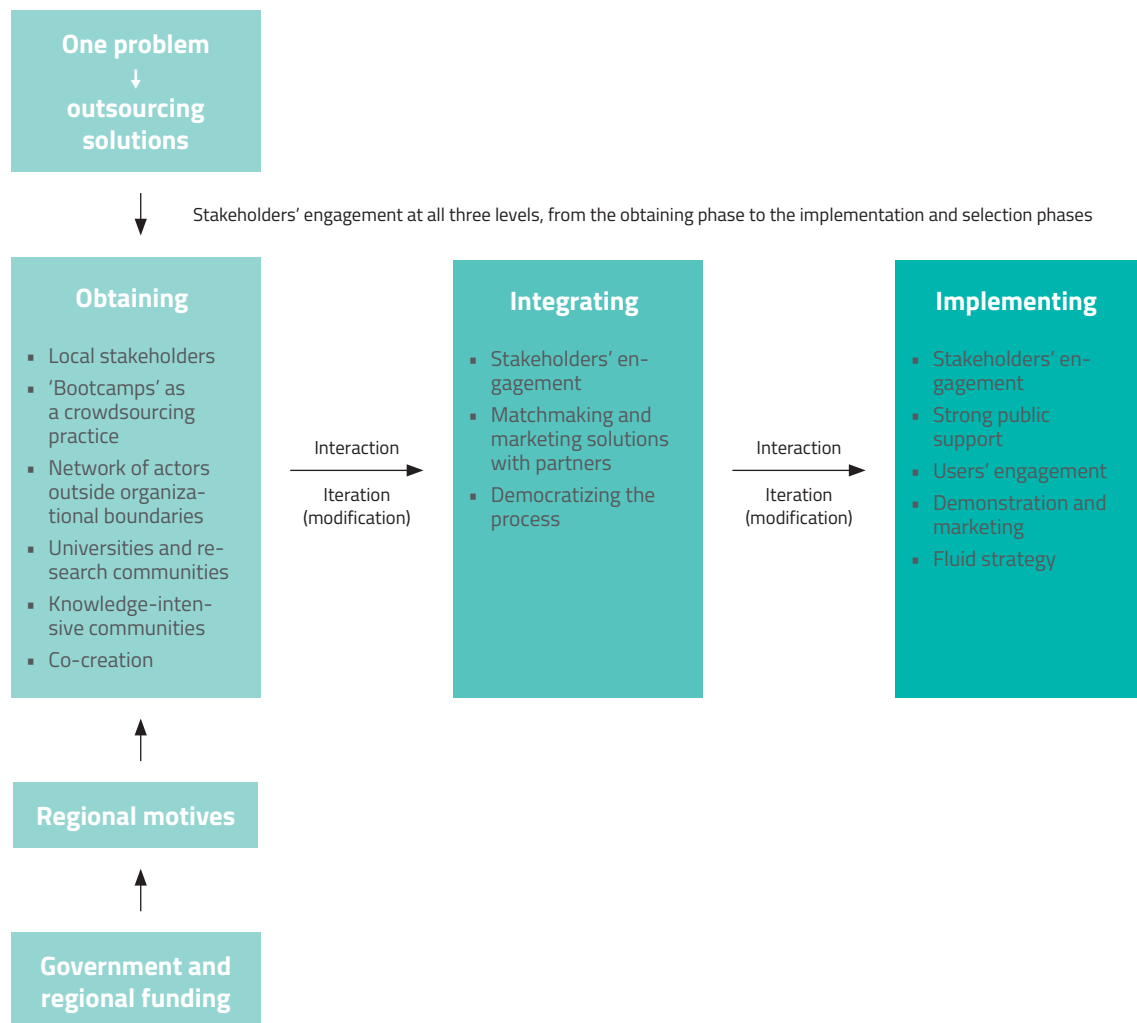 One problem
↓
outsourcing
solutions
Stakeholders’ engagement at all three levels, from the obtaining phase to the implementation and selection phases
Obtaining
▪ Local stakeholders
▪ ‘Bootcamps’ as
a crowdsourcing
practice
▪ Network of actors
outside organiza-
tional boundaries
▪ Universities and re-
search communities
▪ Knowledge-inten-
sive communities
▪ Co-creation
Interaction
Iteration
(modification)
Integrating
▪ Stakeholders’ en-
gagement
▪ Matchmaking and
marketing solutions
with partners
▪ Democratizing the
process
Interaction
Iteration
(modification)
Implementing
▪ Stakeholders’ en-
gagement
▪ Strong public
support
▪ Users’ engagement
▪ Demonstration and
marketing
▪ Fluid strategy
Regional motives
Government and
regional funding